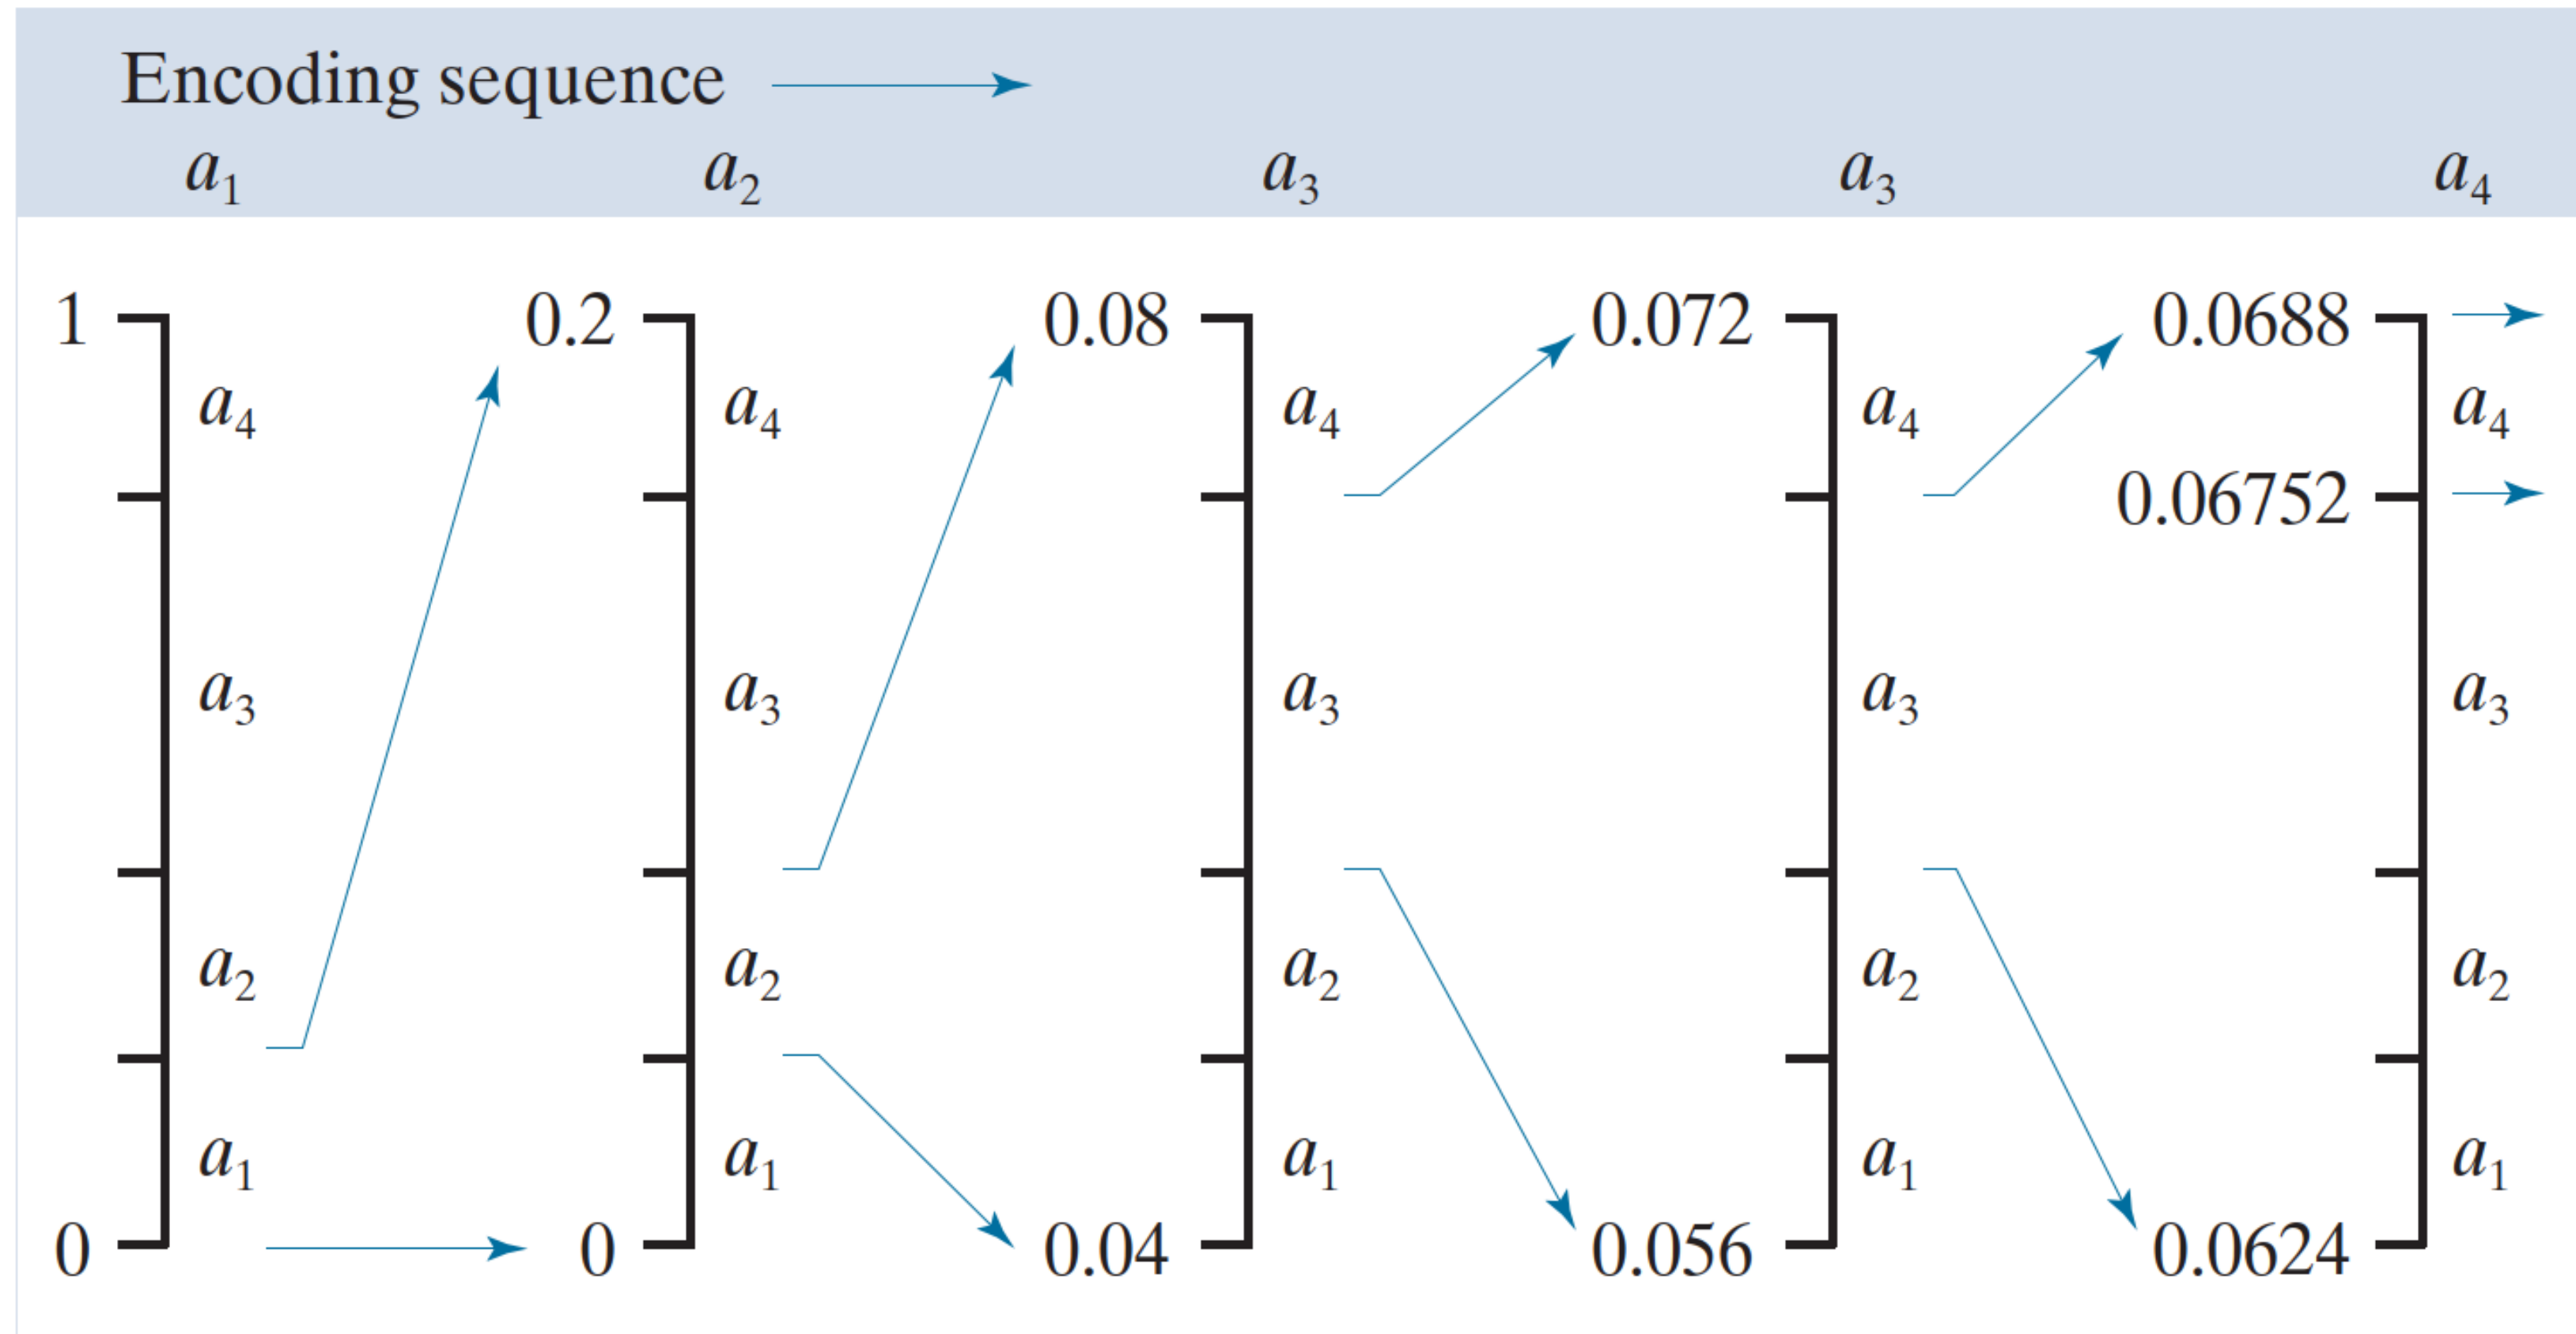 Encoding sequence
a₁ a₂ a₃ a₃ a₄
1 0.2 0.08 0.072 0.0688
a₄ a₄ a₄ a₄ a₄
0.06752
a₃ a₃ a₃ a₃ a₃
a₂ a₂ a₂ a₂ a₂
a₁ a₁ a₁ a₁ a₁
0 0 0.04 0.056 0.0624